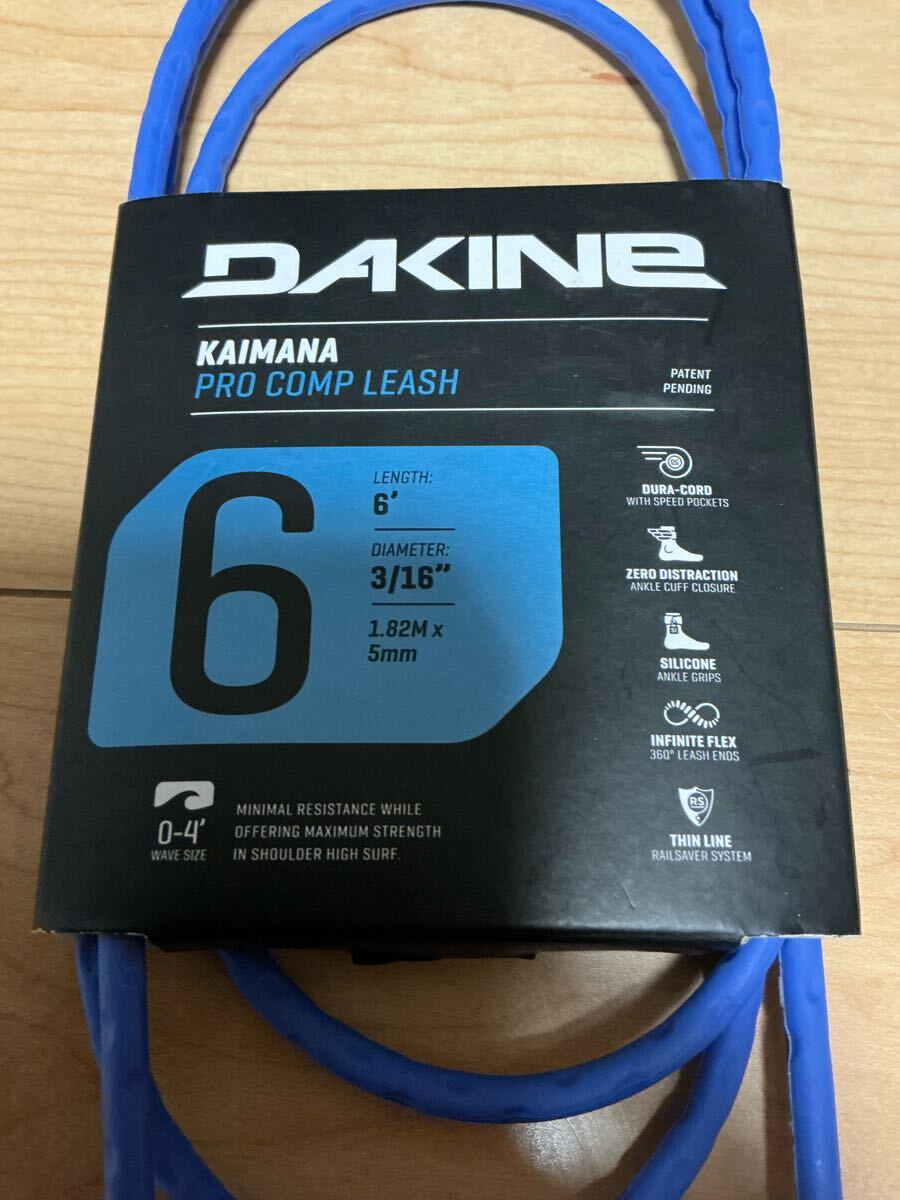 DAKINE
KAIMANA
PRO COMP LEASH
PATENT
PENDING
6
LENGTH:
6'
DIAMETER:
3/16"
1.82M x
5mm
DURA-CORD
WITH SPEED POCKETS
ZERO DISTRACTION
ANKLE CUFF CLOSURE
SILICONE
ANKLE GRIPS
INFINITE FLEX
360° LEASH ENDS
RS
THIN LINE
RAILSAVER SYSTEM
0-4'
WAVE SIZE
MINIMAL RESISTANCE WHILE
OFFERING MAXIMUM STRENGTH
IN SHOULDER HIGH SURF.